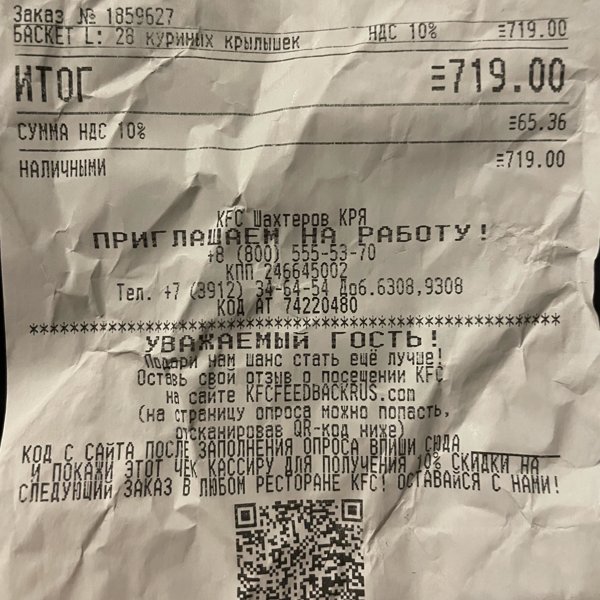 Заказ № 1859627
БАСКЕТ L: 28 куриных крылышек НДС 10% ≡719.00
ИТОГ ≡719.00
СУММА НДС 10% ≡65.36
НАЛИЧНЫМИ ≡719.00
KFC Шахтеров КРЯ
ПРИГЛАШАЕМ НА РАБОТУ!
+8 (800) 555-53-70
КПП 246645002
Тел. +7 (3912) 34-64-54 Доб.6308,9308
КОД АТ 74220480
************************************************
УВАЖАЕМЫЙ ГОСТЬ!
Подари нам шанс стать ещё лучше!
Оставь свой отзыв о посещении KFC
на сайте KFCFEEDBACKRUS.com
(на страницу опроса можно попасть,
отсканировав QR-код ниже)
КОД С САЙТА ПОСЛЕ ЗАПОЛНЕНИЯ ОПРОСА ВПИШИ СЮДА ________
И ПОКАЖИ ЭТОТ ЧЕК КАССИРУ ДЛЯ ПОЛУЧЕНИЯ 10% СКИДКИ НА
СЛЕДУЮЩИЙ ЗАКАЗ В ЛЮБОМ РЕСТОРАНЕ KFC! ОСТАВАЙСЯ С НАМИ!